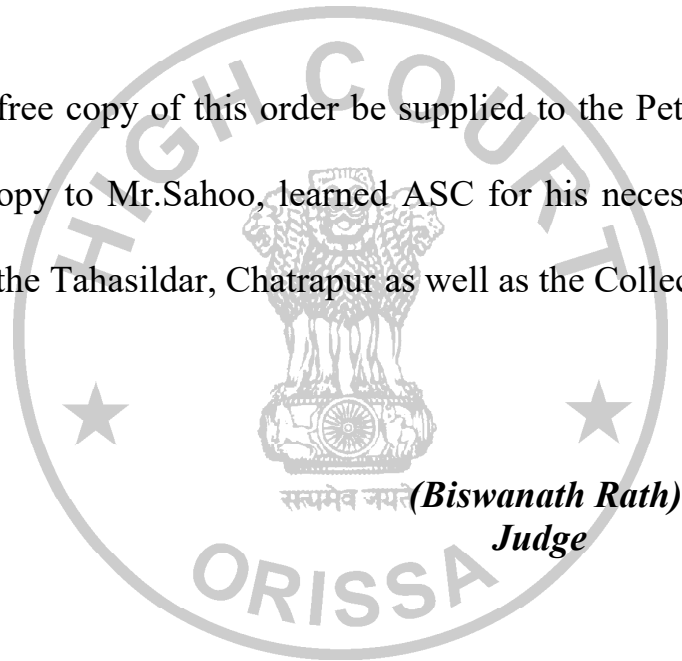 HIGH COURT
free copy of this order be supplied to the Pet
opy to Mr.Sahoo, learned ASC for his neces
the Tahasildar, Chatrapur as well as the Collec
सत्यमेव जयते
(Biswanath Rath)
Judge
ORISSA